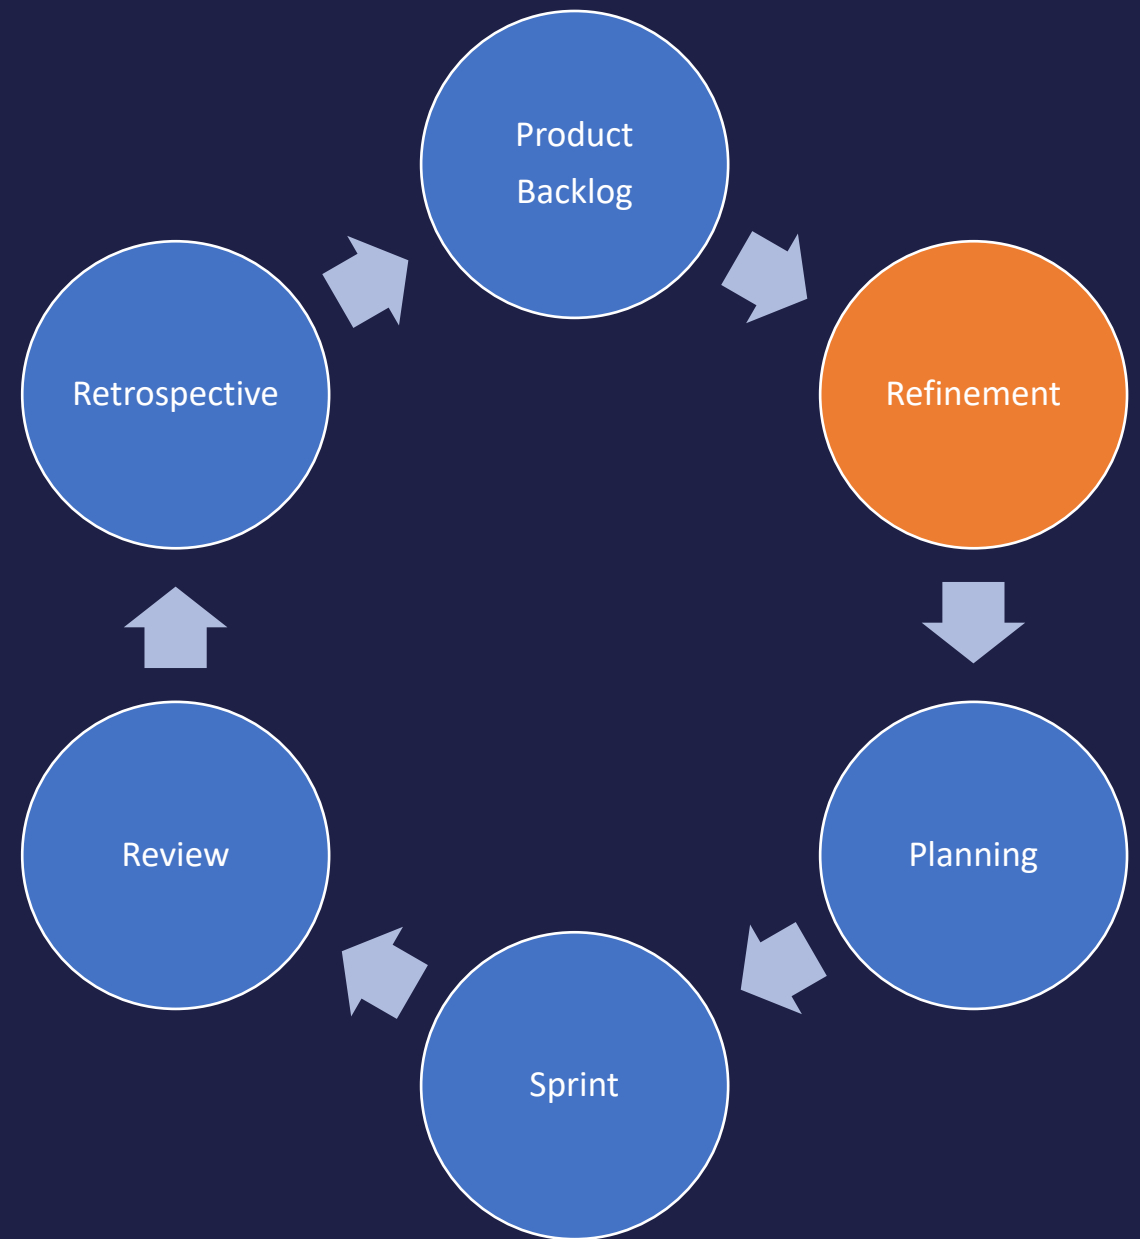 Product
Backlog
Refinement
Planning
Sprint
Review
Retrospective